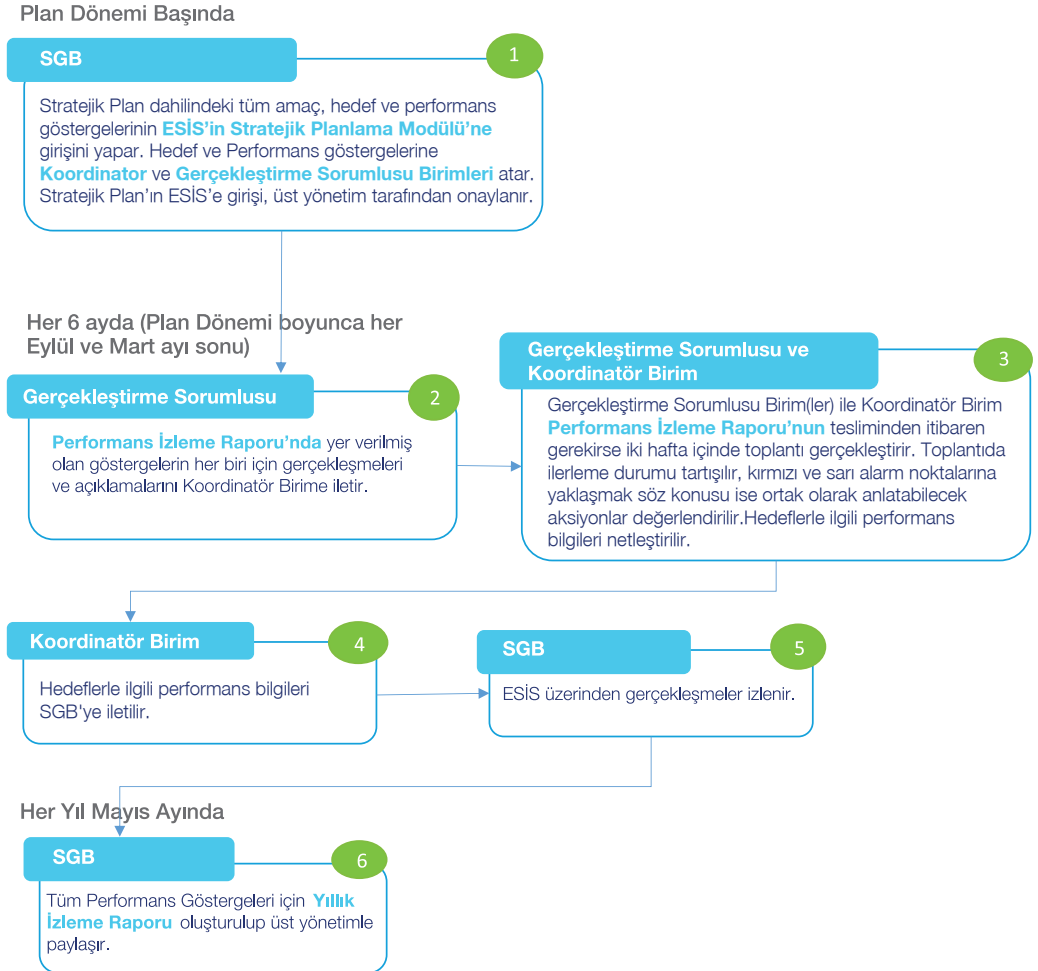 Plan Dönemi Başında
SGB
1
Stratejik Plan dahilindeki tüm amaç, hedef ve performans
göstergelerinin ESİS’in Stratejik Planlama Modülü’ne
girişini yapar. Hedef ve Performans göstergelerine
Koordinator ve Gerçekleştirme Sorumlusu Birimleri atar.
Stratejik Plan’ın ESİS’e girişi, üst yönetim tarafından onaylanır.
Her 6 ayda (Plan Dönemi boyunca her
Eylül ve Mart ayı sonu)
Gerçekleştirme Sorumlusu
2
Performans İzleme Raporu’nda yer verilmiş
olan göstergelerin her biri için gerçekleşmeleri
ve açıklamalarını Koordinatör Birime iletir.
Gerçekleştirme Sorumlusu ve
Koordinatör Birim
3
Gerçekleştirme Sorumlusu Birim(ler) ile Koordinatör Birim
Performans İzleme Raporu’nun tesliminden itibaren
gerekirse iki hafta içinde toplantı gerçekleştirir. Toplantıda
ilerleme durumu tartışılır, kırmızı ve sarı alarm noktalarına
yaklaşmak söz konusu ise ortak olarak anlatabilecek
aksiyonlar değerlendirilir.Hedeflerle ilgili performans
bilgileri netleştirilir.
Koordinatör Birim
4
Hedeflerle ilgili performans bilgileri
SGB'ye iletilir.
SGB
5
ESİS üzerinden gerçekleşmeler izlenir.
Her Yıl Mayıs Ayında
SGB
6
Tüm Performans Göstergeleri için Yıllık
İzleme Raporu oluşturulup üst yönetimle
paylaşır.